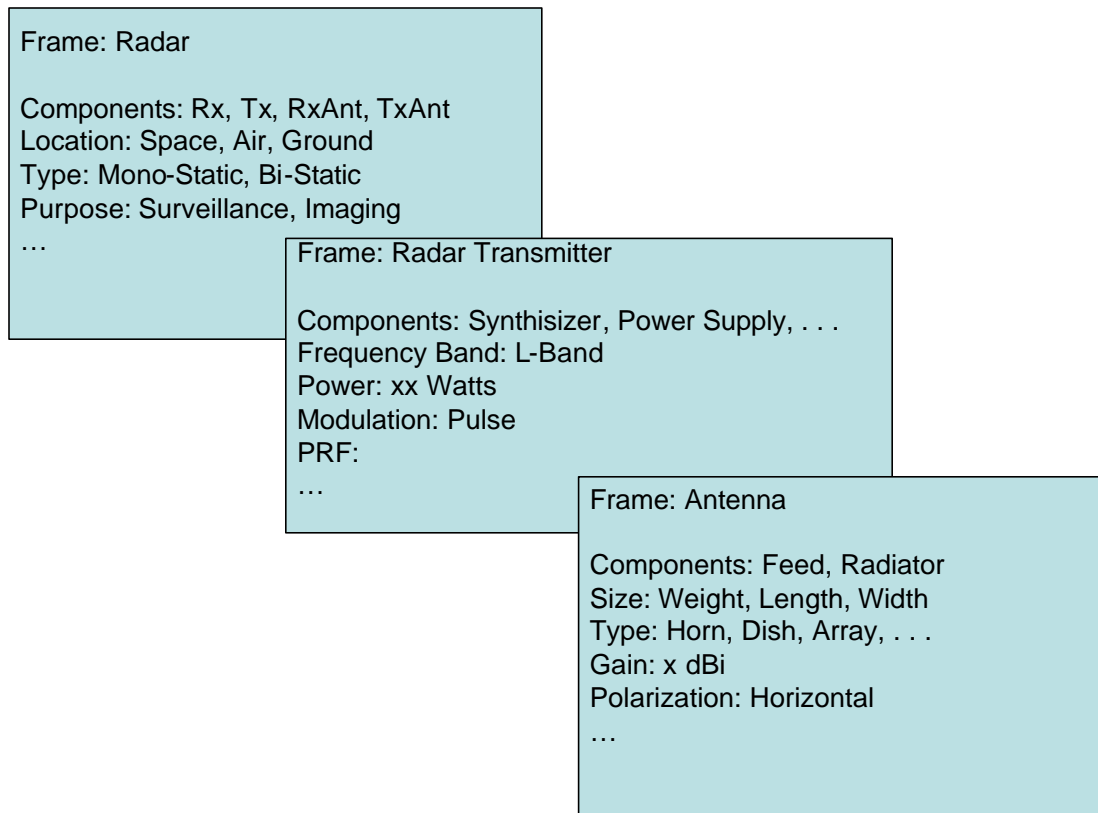 Frame: Radar
Components: Rx, Tx, RxAnt, TxAnt
Location: Space, Air, Ground
Type: Mono-Static, Bi-Static
Purpose: Surveillance, Imaging
…
Frame: Radar Transmitter
Components: Synthisizer, Power Supply, . . .
Frequency Band: L-Band
Power: xx Watts
Modulation: Pulse
PRF:
…
Frame: Antenna
Components: Feed, Radiator
Size: Weight, Length, Width
Type: Horn, Dish, Array, . . .
Gain: x dBi
Polarization: Horizontal
…